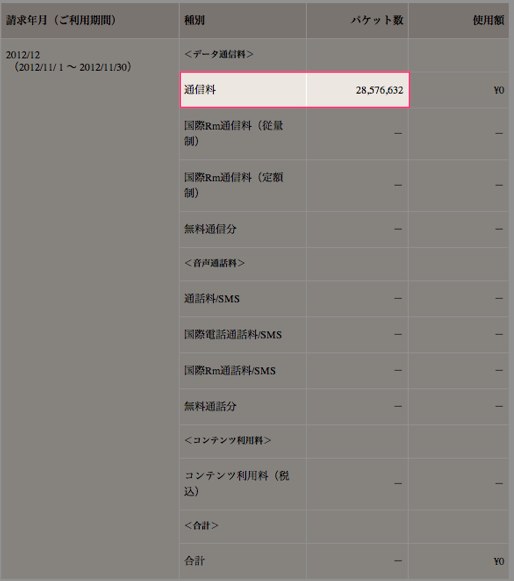 請求年月（ご利用期間） 種別 パケット数 使用額
2012/12 ＜データ通信料＞
（2012/11/ 1 〜 2012/11/30）
通信料 28,576,632 ¥0
国際Rm通信料（従量
制） － －
国際Rm通信料（定額
制） － －
無料通信分 － －
＜音声通話料＞
通話料/SMS － －
国際電話通話料/SMS － －
国際Rm通話料/SMS － －
無料通話分 － －
＜コンテンツ利用料＞
コンテンツ利用料（税
込） － －
＜合計＞
合計 － ¥0